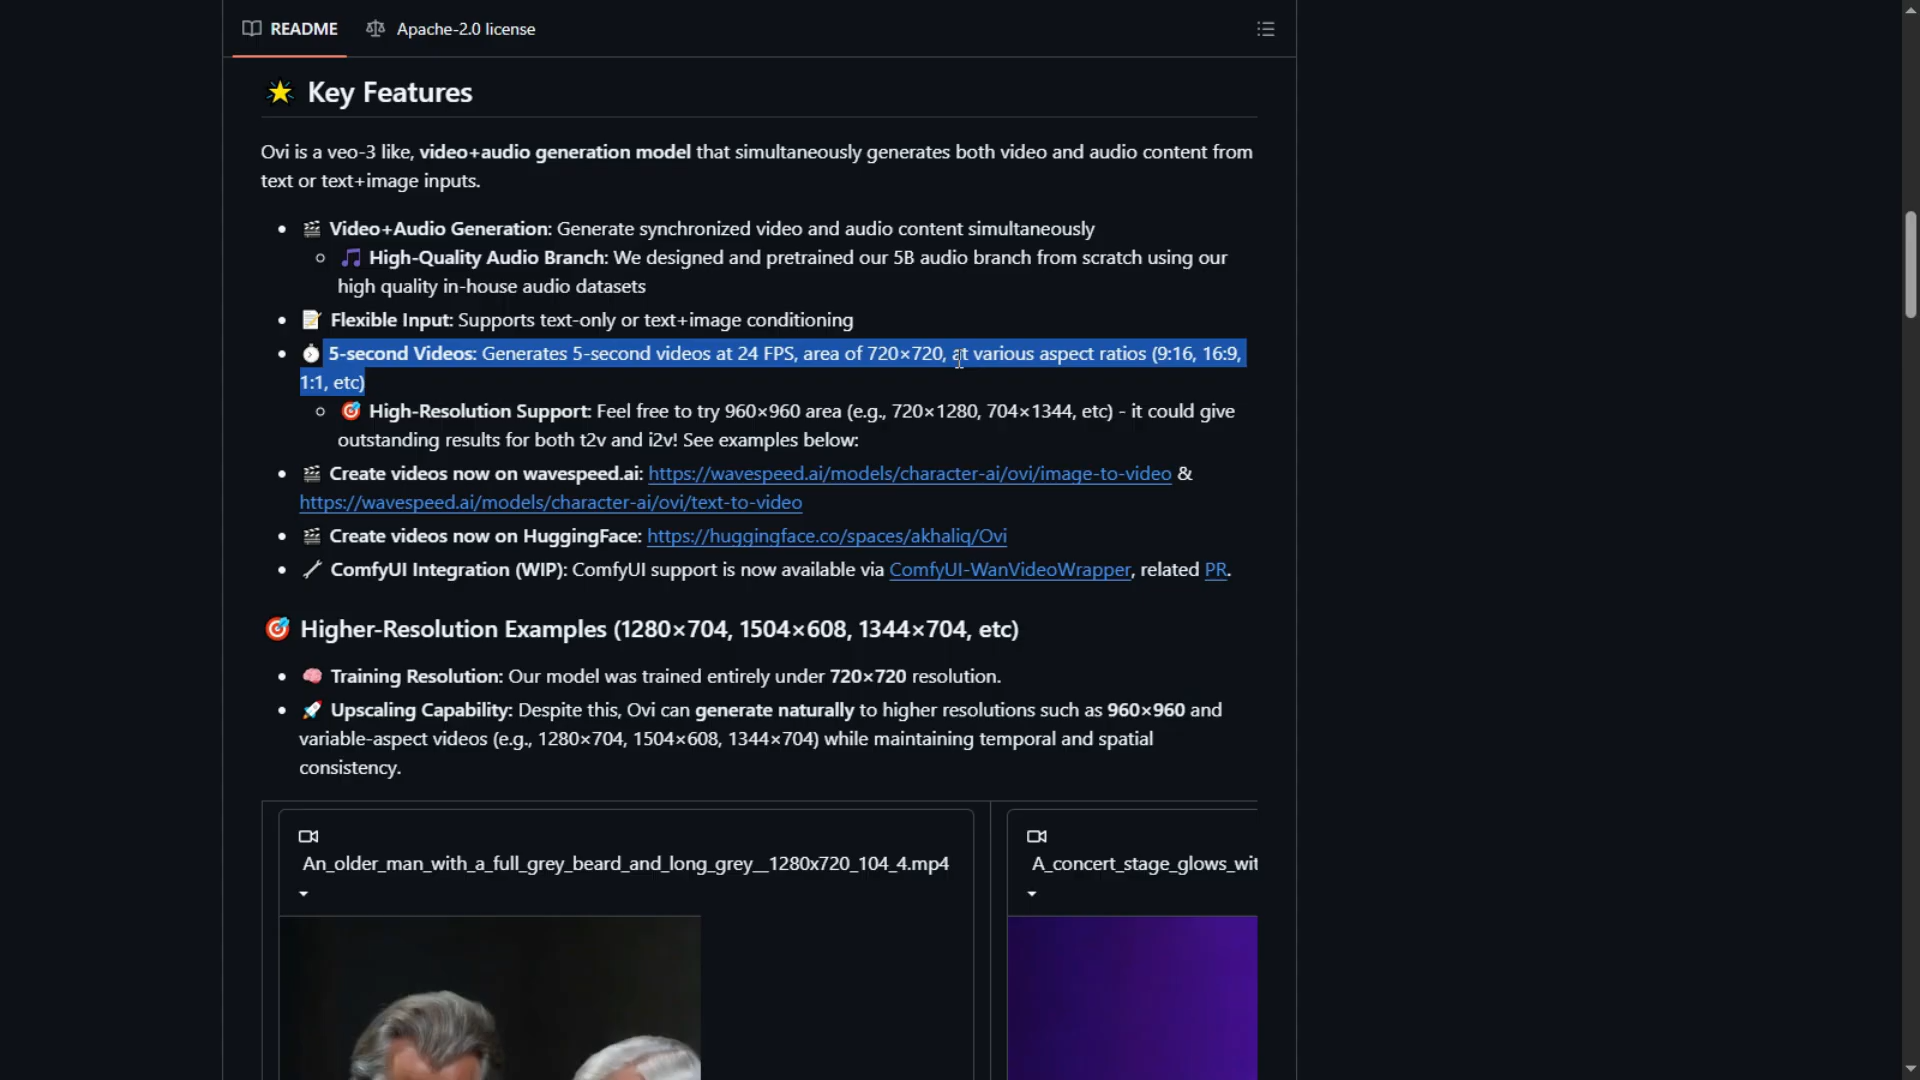 README
Apache-2.0 license
Key Features
Ovi is a veo-3 like, video+audio generation model that simultaneously generates both video and audio content from
text or text+image inputs.
Video+Audio Generation: Generate synchronized video and audio content simultaneously
High-Quality Audio Branch: We designed and pretrained our 5B audio branch from scratch using our
high quality in-house audio datasets
Flexible Input: Supports text-only or text+image conditioning
5-second Videos: Generates 5-second videos at 24 FPS, area of 720×720, at various aspect ratios (9:16, 16:9,
1:1, etc)
High-Resolution Support: Feel free to try 960×960 area (e.g., 720×1280, 704×1344, etc) - it could give
outstanding results for both t2v and i2v! See examples below:
Create videos now on wavespeed.ai: https://wavespeed.ai/models/character-ai/ovi/image-to-video &
https://wavespeed.ai/models/character-ai/ovi/text-to-video
Create videos now on HuggingFace: https://huggingface.co/spaces/akhaliq/Ovi
ComfyUI Integration (WIP): ComfyUI support is now available via ComfyUI-WanVideoWrapper, related PR.
Higher-Resolution Examples (1280×704, 1504×608, 1344×704, etc)
Training Resolution: Our model was trained entirely under 720×720 resolution.
Upscaling Capability: Despite this, Ovi can generate naturally to higher resolutions such as 960×960 and
variable-aspect videos (e.g., 1280×704, 1504×608, 1344×704) while maintaining temporal and spatial
consistency.
An_older_man_with_a_full_grey_beard_and_long_grey__1280x720_104_4.mp4
A_concert_stage_glows_wit